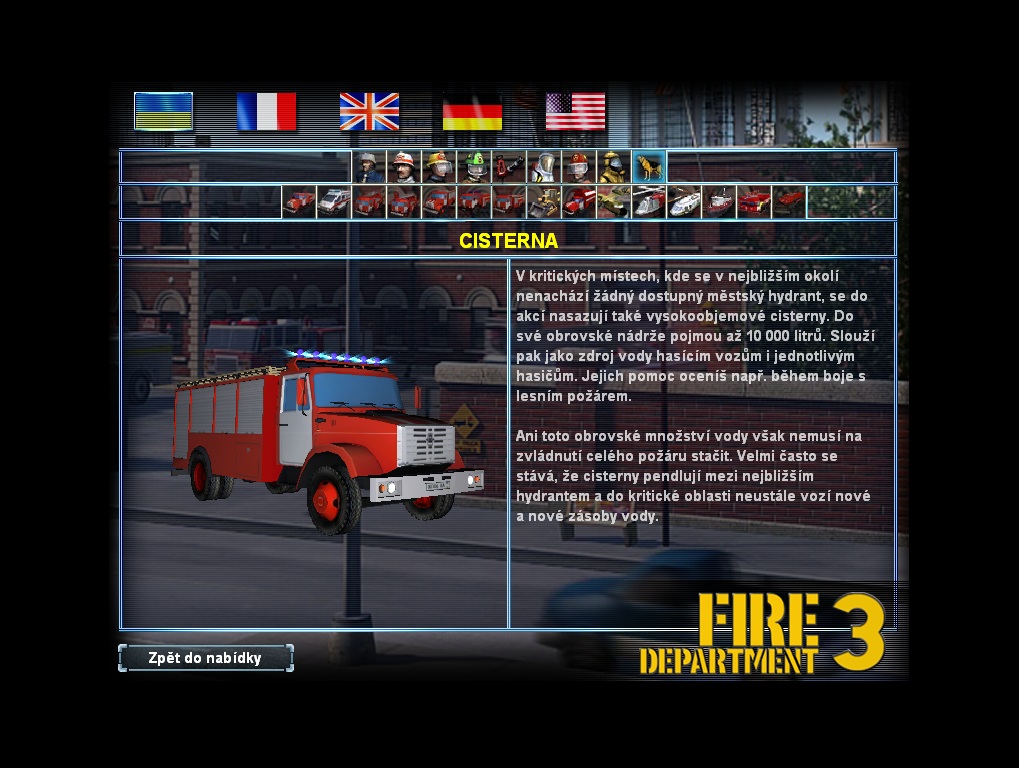 CISTERNA
V kritických místech, kde se v nejbližším okolí
nenachází žádný dostupný městský hydrant, se do
akcí nasazují také vysokoobjemové cisterny. Do
své obrovské nádrže pojmou až 10 000 litrů. Slouží
pak jako zdroj vody hasícím vozům i jednotlivým
hasičům. Jejich pomoc oceníš např. během boje s
lesním požárem.
Ani toto obrovské množství vody však nemusí na
zvládnutí celého požáru stačit. Velmi často se
stává, že cisterny pendlují mezi nejbližším
hydrantem a do kritické oblasti neustále vozí nové
a nové zásoby vody.
Zpět do nabídky
FIRE
DEPARTMENT 3